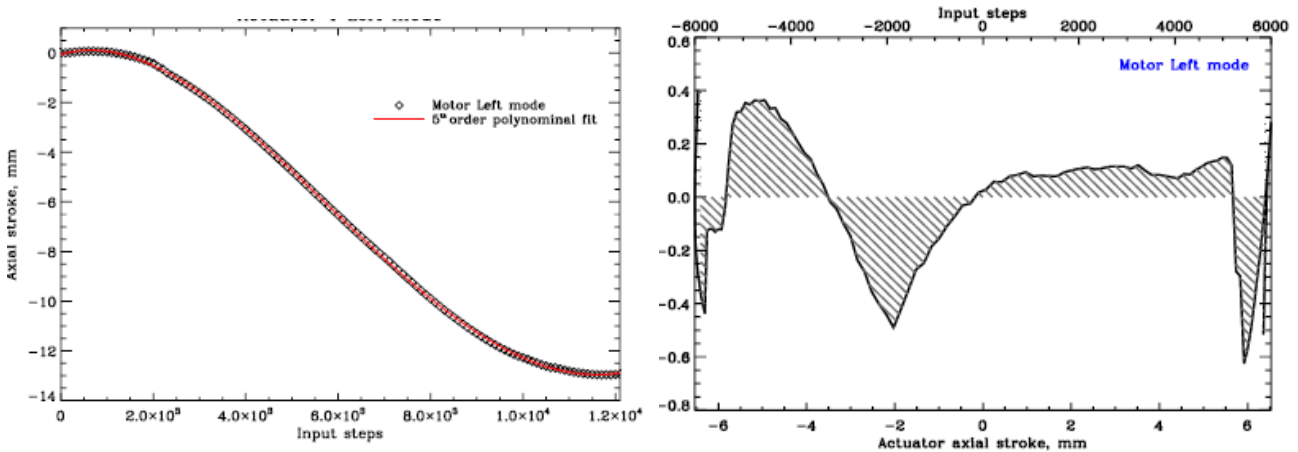 Actuator 1 Left mode
0
−2
−4
−6
−8
−10
−12
−14
Axial stroke, mm
Motor Left mode
5th order polynominal fit
0
2.0×10³
4.0×10³
6.0×10³
8.0×10³
1.0×10⁴
1.2×10⁴
Input steps
Input steps
−6000 −4000 −2000 0 2000 4000 6000
Motor Left mode
0.6
0.4
0.2
0.0
−0.2
−0.4
−0.6
−0.8
−6 −4 −2 0 2 4 6
Actuator axial stroke, mm